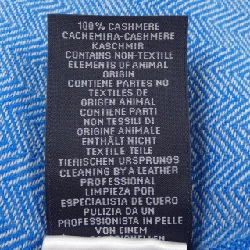 100% CASHMERE
CACHEMIRA-CASHMERE
KASCHMIR
CONTAINS NON-TEXTILE
ELEMENTS OF ANIMAL
ORIGIN
CONTIENE PARTES NO
TEXTILES DE
ORIGEN ANIMAL
CONTIENE PARTI
NON TESSILI DI
ORIGINE ANIMALE
ENTHÄLT NICHT
TEXTILE TEILE
TIERISCHEN URSPRUNGS
CLEANING BY A LEATHER
PROFESSIONAL
LIMPIEZA POR
ESPECIALISTA DE CUERO
PULIZIA DA UN
PROFESSIONISTA IN PELLE
VON EINEM